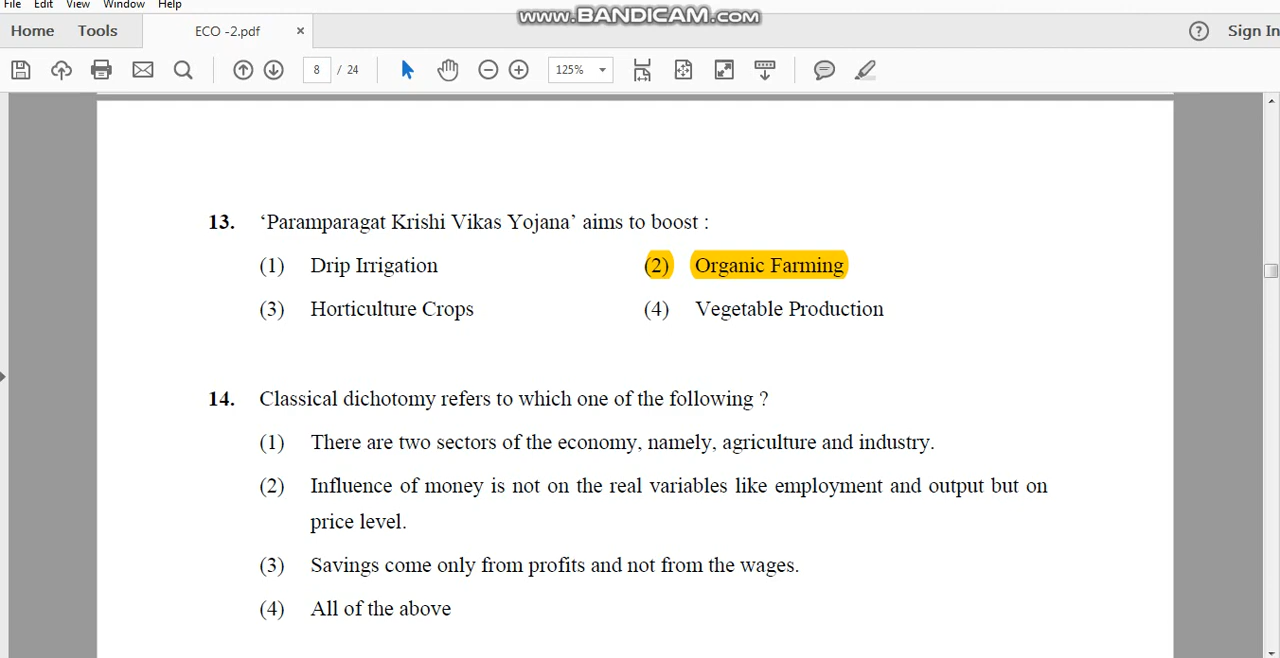 File Edit View Window Help
www.BANDICAM.com
Home Tools ECO -2.pdf × ? Sign In
8 / 24 125%
13. ‘Paramparagat Krishi Vikas Yojana’ aims to boost :
(1) Drip Irrigation (2) Organic Farming
(3) Horticulture Crops (4) Vegetable Production
14. Classical dichotomy refers to which one of the following ?
(1) There are two sectors of the economy, namely, agriculture and industry.
(2) Influence of money is not on the real variables like employment and output but on
price level.
(3) Savings come only from profits and not from the wages.
(4) All of the above